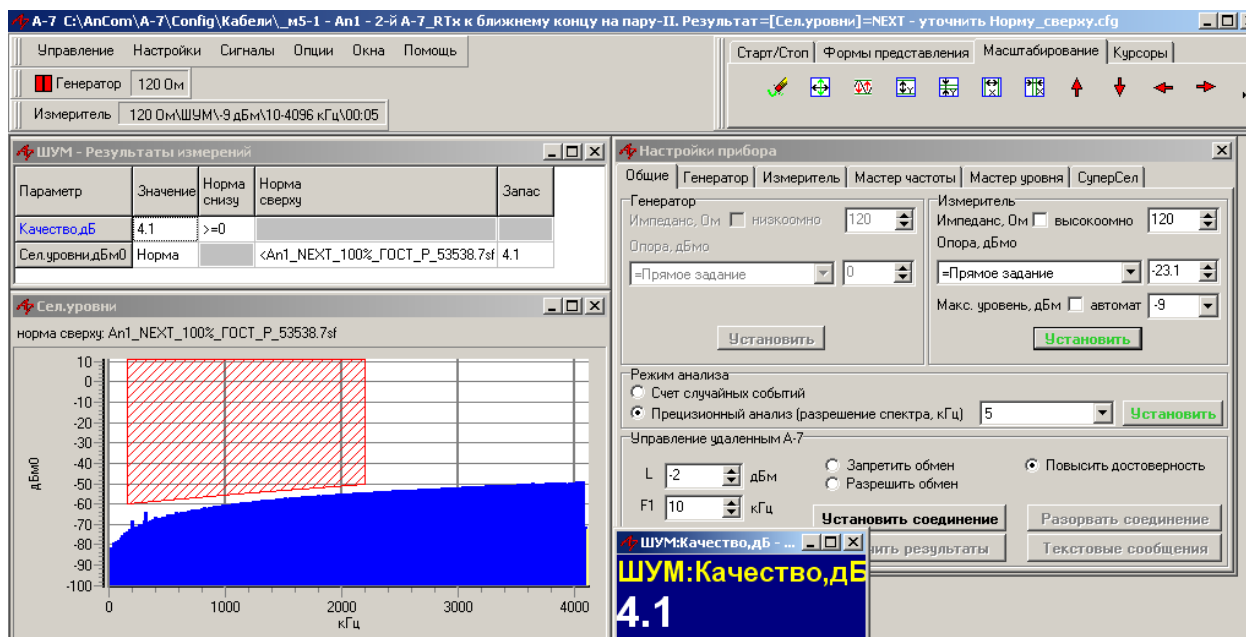 A-7 C:\AnCom\A-7\Config\Кабели\_м5-1 - An1 - 2-й A-7_RTx к ближнему концу на пару-II. Результат=[Сел.уровни]=NEXT - уточнить Норму_сверху.cfg
Управление Настройки Сигналы Опции Окна Помощь
Генератор 120 Ом
Измеритель 120 Ом\ШУМ\-9 дБм\10-4096 кГц\00:05
Старт/Стоп Формы представления Масштабирование Курсоры
ШУМ - Результаты измерений
Параметр Значение Норма снизу Норма сверху Запас
Качество,дБ 4.1 >=0
Сел.уровни,дБм0 Норма <An1_NEXT_100%_ГОСТ_Р_53538.7sf 4.1
Сел.уровни
норма сверху: An1_NEXT_100%_ГОСТ_Р_53538.7sf
10
0
-10
-20
-30
-40
-50
-60
-70
-80
-90
-100
дБм0
0 1000 2000 3000 4000
кГц
Настройки прибора
Общие Генератор Измеритель Мастер частоты Мастер уровня СуперСел
Генератор
Импеданс, Ом низкоомно 120
Опора, дБмо
=Прямое задание 0
Установить
Измеритель
Импеданс, Ом высокоомно 120
Опора, дБмо
=Прямое задание -23.1
Макс. уровень, дБм автомат -9
Установить
Режим анализа
Счет случайных событий
Прецизионный анализ (разрешение спектра, кГц) 5 Установить
Управление удаленным А-7
L -2 дБм
F1 10 кГц
Запретить обмен
Разрешить обмен
Повысить достоверность
Установить соединение Разорвать соединение
чить результаты Текстовые сообщения
ШУМ:Качество,дБ - ...
ШУМ:Качество,дБ
4.1